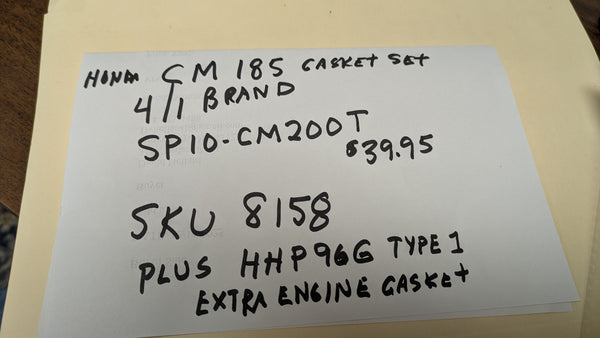 HONDA CM 185 GASKET SET
4/1 BRAND
SP10-CM200T
$39.95
SKU 8158
PLUS HHP96G TYPE 1
EXTRA ENGINE GASKET